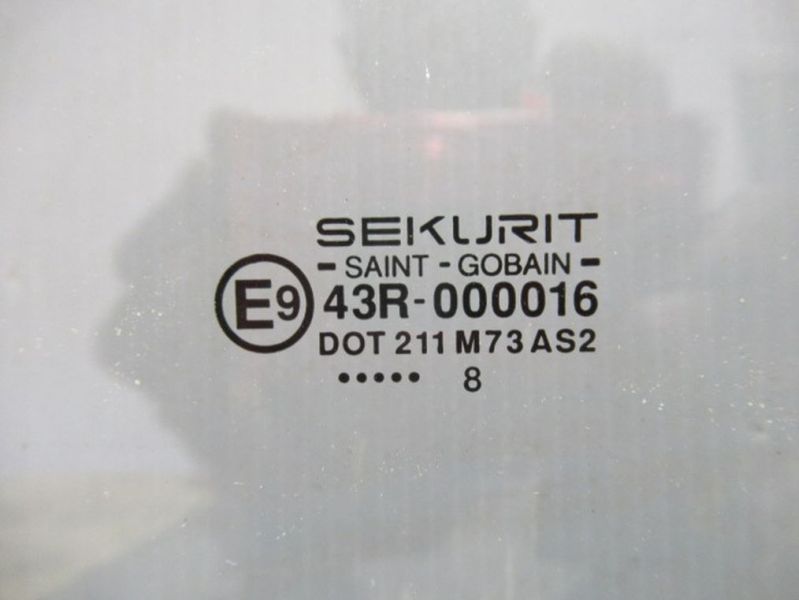 SEKURIT
- SAINT - GOBAIN -
E9 43R-000016
DOT 211 M73 AS2
••••• 8